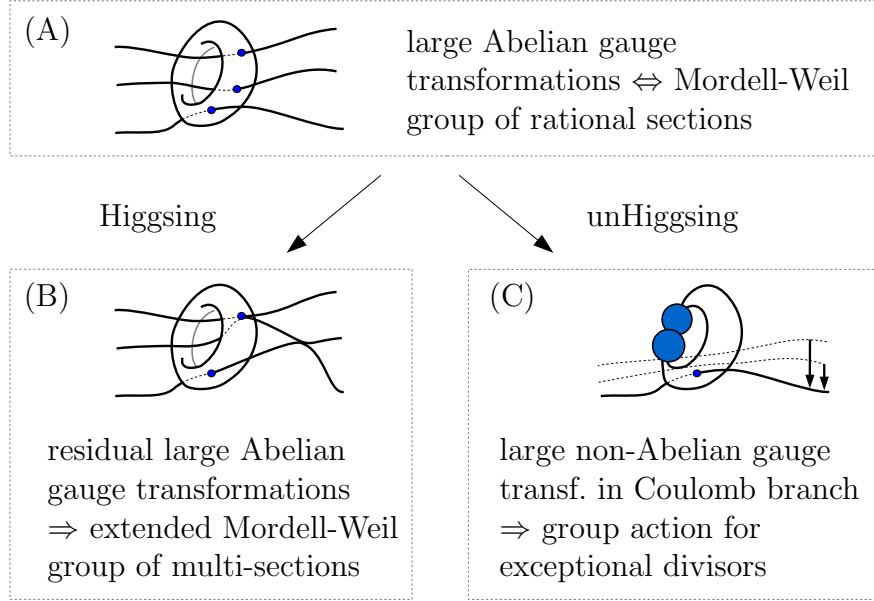 (A)
large Abelian gauge
transformations ⇔ Mordell-Weil
group of rational sections
Higgsing
unHiggsing
(B)
residual large Abelian
gauge transformations
⇒ extended Mordell-Weil
group of multi-sections
(C)
large non-Abelian gauge
transf. in Coulomb branch
⇒ group action for
exceptional divisors